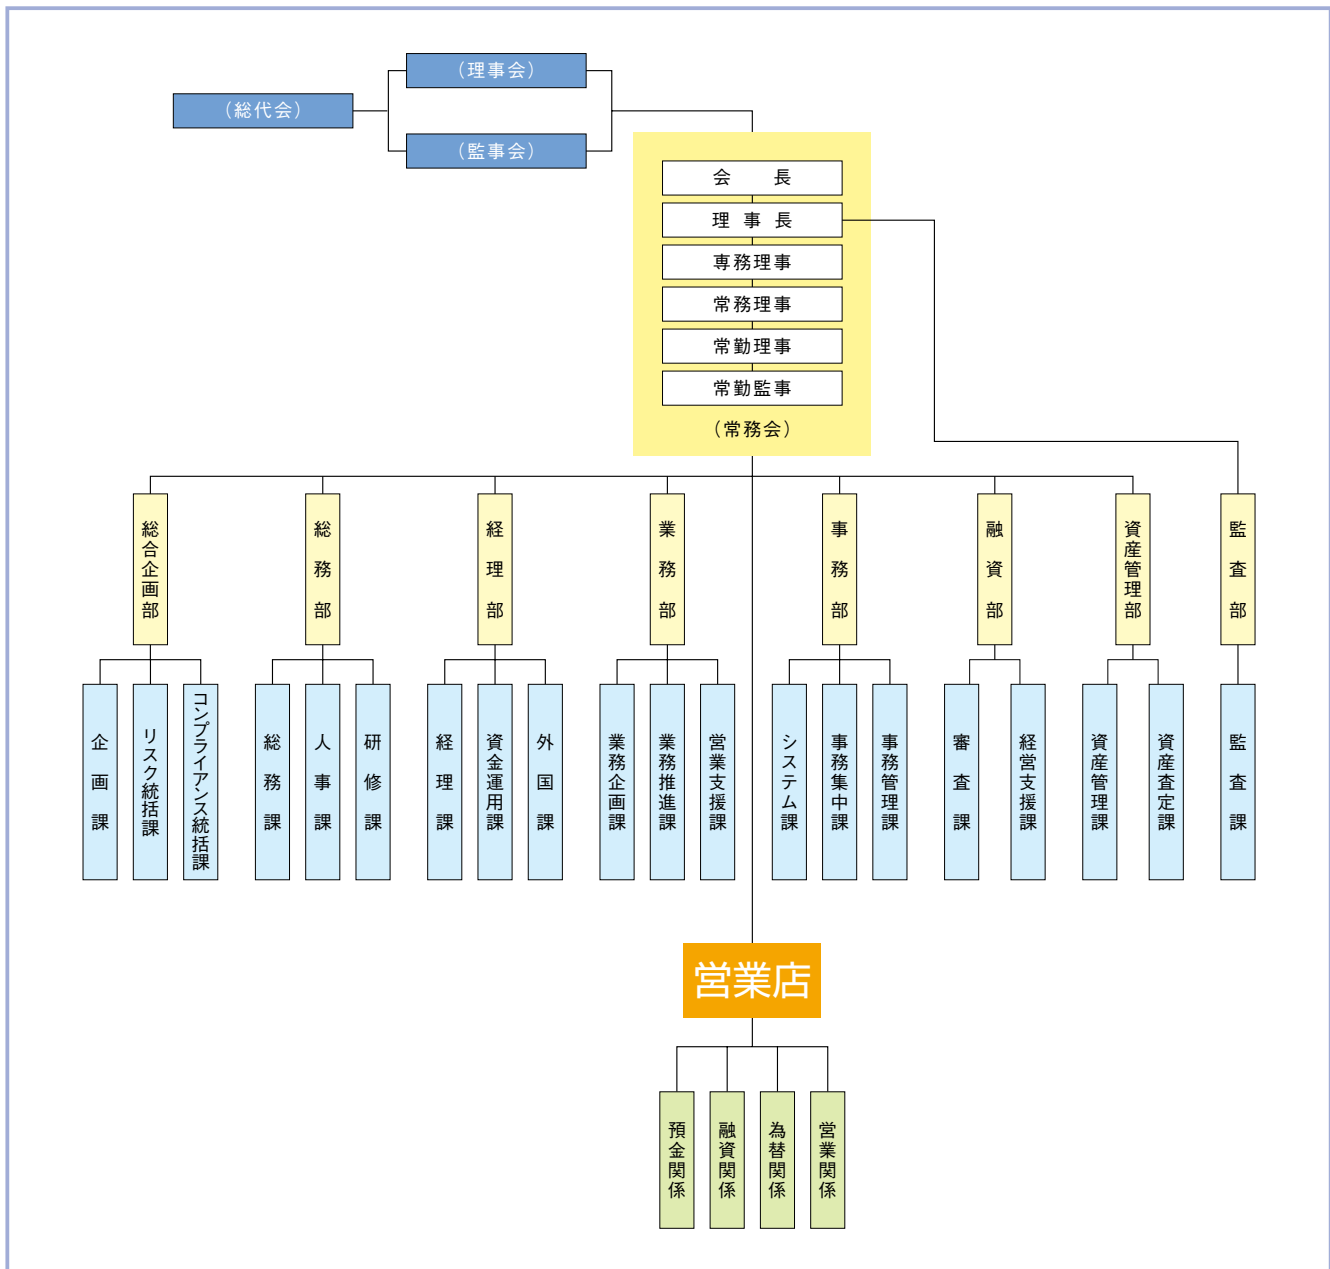 （理事会）
（総代会）
（監事会）
会　　長
理 事 長
専務理事
常務理事
常勤理事
常勤監事
（常務会）
総合企画部
総務部
経理部
業務部
事務部
融資部
資産管理部
監査部
企画課
リスク統括課
コンプライアンス統括課
総務課
人事課
研修課
経理課
資金運用課
外国課
業務企画課
業務推進課
営業支援課
システム課
事務集中課
事務管理課
審査課
経営支援課
資産管理課
資産査定課
監査課
営業店
預金関係
融資関係
為替関係
営業関係